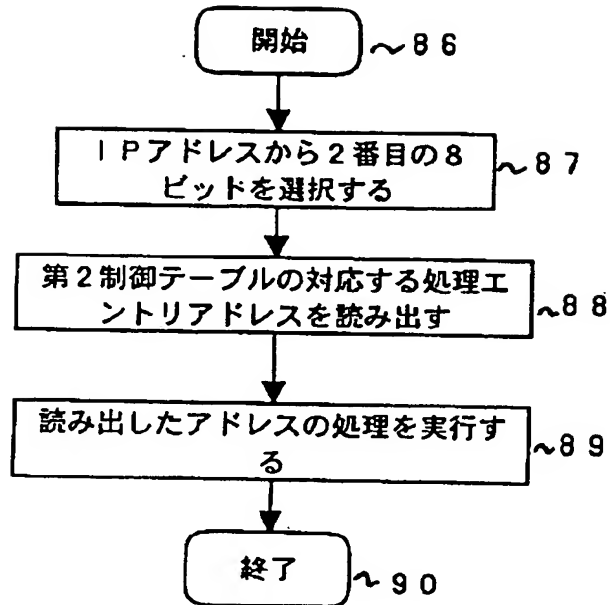 開始
～８６
ＩＰアドレスから２番目の８
ビッドを選択する
～８７
第２制御テーブルの対応する処理エ
ントリアドレスを読み出す
～８８
読み出したアドレスの処理を実行す
る
～８９
終了
～９０